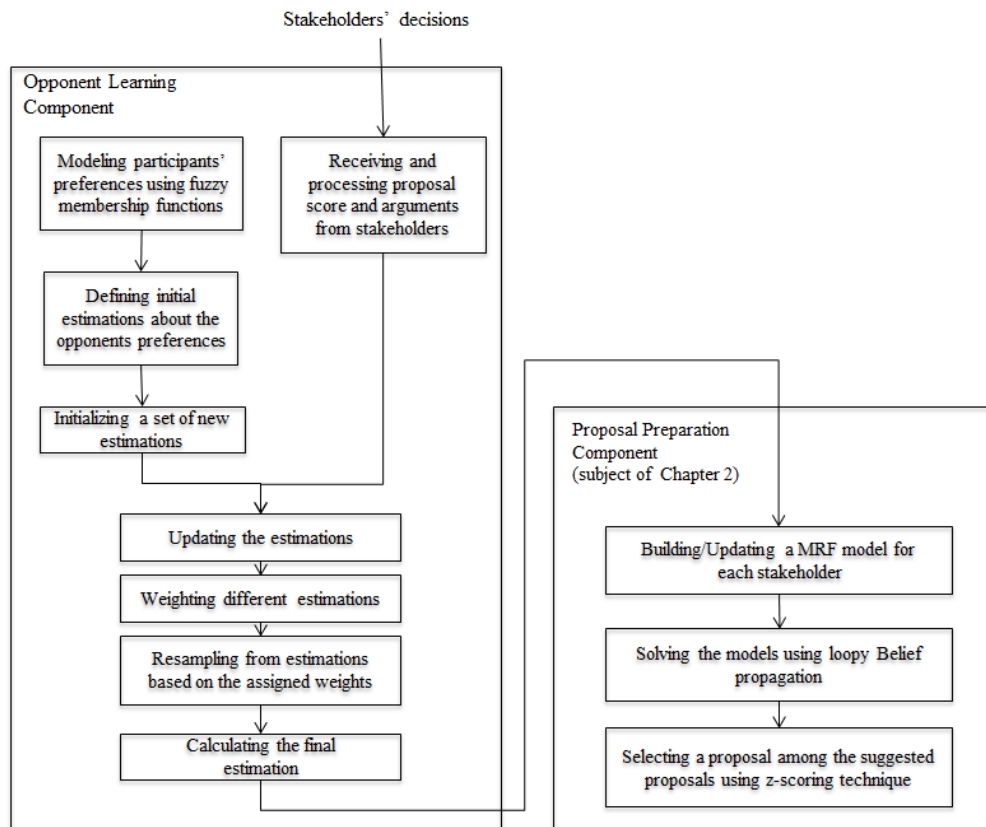 Stakeholders' decisions
Opponent Learning
Component
Modeling participants'
preferences using fuzzy
membership functions
Receiving and
processing proposal
score and arguments
from stakeholders
Defining initial
estimations about the
opponents preferences
Initializing a set of new
estimations
Updating the estimations
Weighting different estimations
Resampling from estimations
based on the assigned weights
Calculating the final
estimation
Proposal Preparation
Component
(subject of Chapter 2)
Building/Updating a MRF model for
each stakeholder
Solving the models using loopy Belief
propagation
Selecting a proposal among the suggested
proposals using z-scoring technique